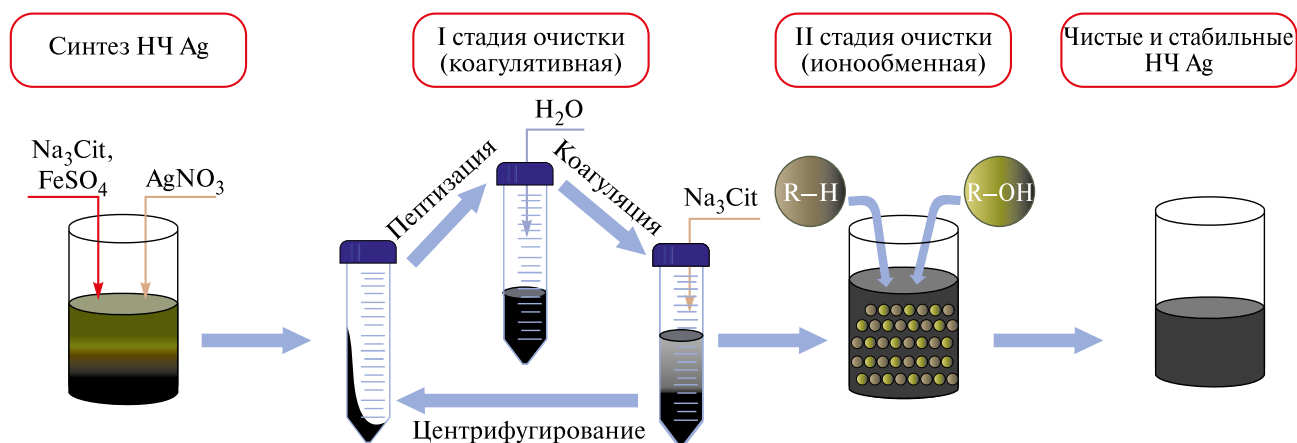 Синтез НЧ Ag
I стадия очистки
(коагулятивная)
II стадия очистки
(ионообменная)
Чистые и стабильные
НЧ Ag
Na₃Cit,
FeSO₄
AgNO₃
Пептизация
H₂O
Коагуляция
Na₃Cit
Центрифугирование
R–H
R–OH